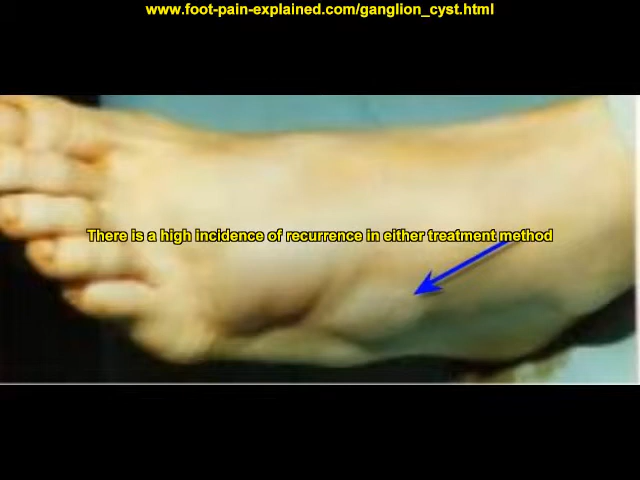 www.foot-pain-explained.com/ganglion_cyst.html
There is a high incidence of recurrence in either treatment method